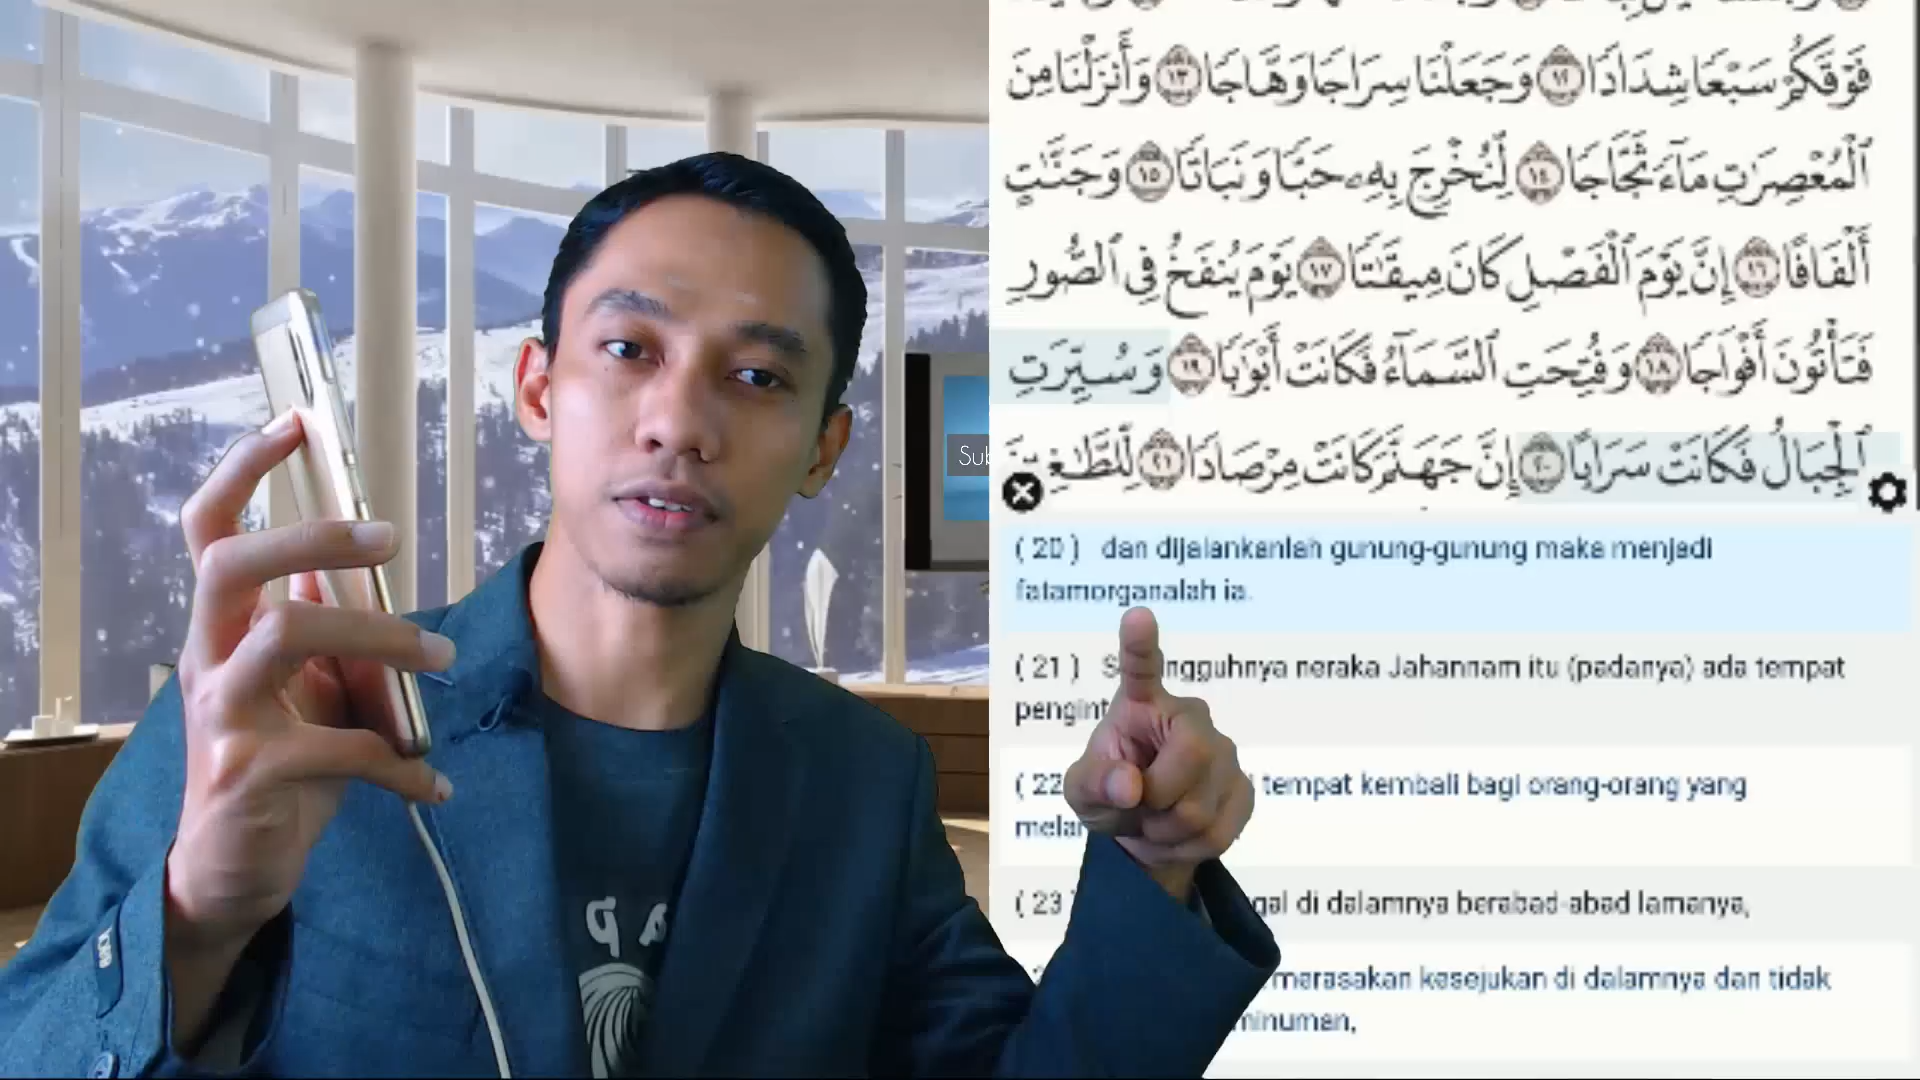 فَوْقَكُمْ سَبْعًا شِدَادًا ١٢ وَجَعَلْنَا سِرَاجًا وَهَّاجًا ١٣ وَأَنزَلْنَا مِنَ
ٱلْمُعْصِرَٰتِ مَآءً ثَجَّاجًا ١٤ لِّنُخْرِجَ بِهِۦ حَبًّا وَنَبَاتًا ١٥ وَجَنَّٰتٍ
أَلْفَافًا ١٦ إِنَّ يَوْمَ ٱلْفَصْلِ كَانَ مِيقَٰتًا ١٧ يَوْمَ يُنفَخُ فِى ٱلصُّورِ
فَتَأْتُونَ أَفْوَاجًا ١٨ وَفُتِحَتِ ٱلسَّمَآءُ فَكَانَتْ أَبْوَٰبًا ١٩ وَسُيِّرَتِ
ٱلْجِبَالُ فَكَانَتْ سَرَابًا ٢٠ إِنَّ جَهَنَّمَ كَانَتْ مِرْصَادًا ٢١ لِّلطَّٰغِينَ
Sub
( 20 ) dan dijalankanlah gunung-gunung maka menjadi
fatamorganalah ia.
( 21 ) neraka Jahannam itu (padanya) ada tempat
( 22 tempat kembali bagi orang-orang yang
( 23 di dalamnya berabad-abad lamanya,
merasakan kesejukan di dalamnya dan tidak
minuman,